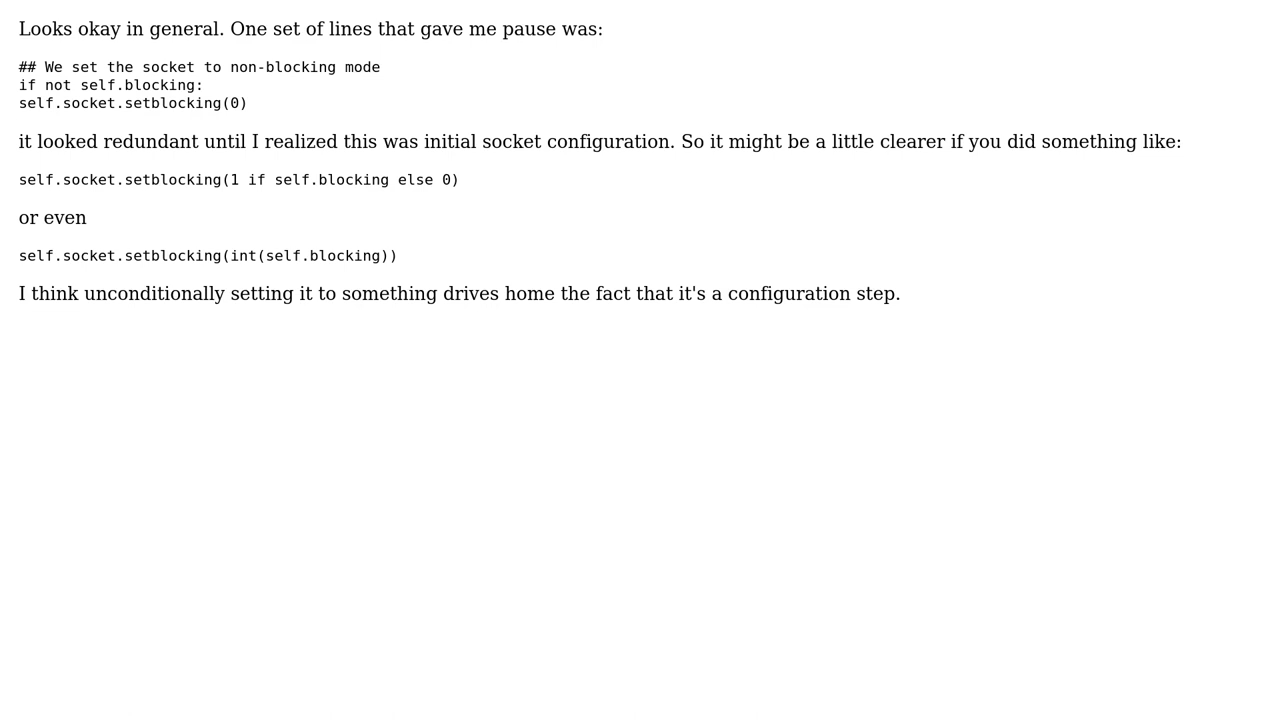 Looks okay in general. One set of lines that gave me pause was:
## We set the socket to non-blocking mode
if not self.blocking:
self.socket.setblocking(0)
it looked redundant until I realized this was initial socket configuration. So it might be a little clearer if you did something like:
self.socket.setblocking(1 if self.blocking else 0)
or even
self.socket.setblocking(int(self.blocking))
I think unconditionally setting it to something drives home the fact that it's a configuration step.